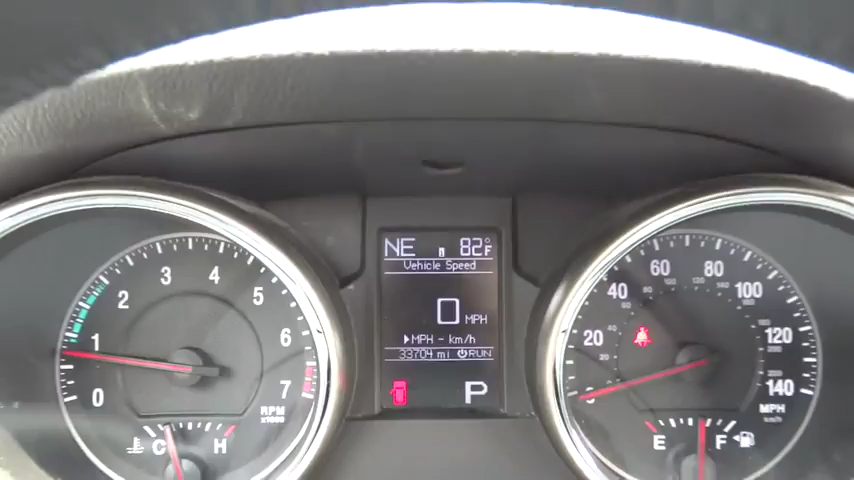 NE 82°F
Vehicle Speed
0 MPH
MPH - km/h
33704 mi RUN
P
0 1 2 3 4 5 6 7
RPM
x1000
C H
20 40 60 80 100 120 140
MPH
km/h
E F